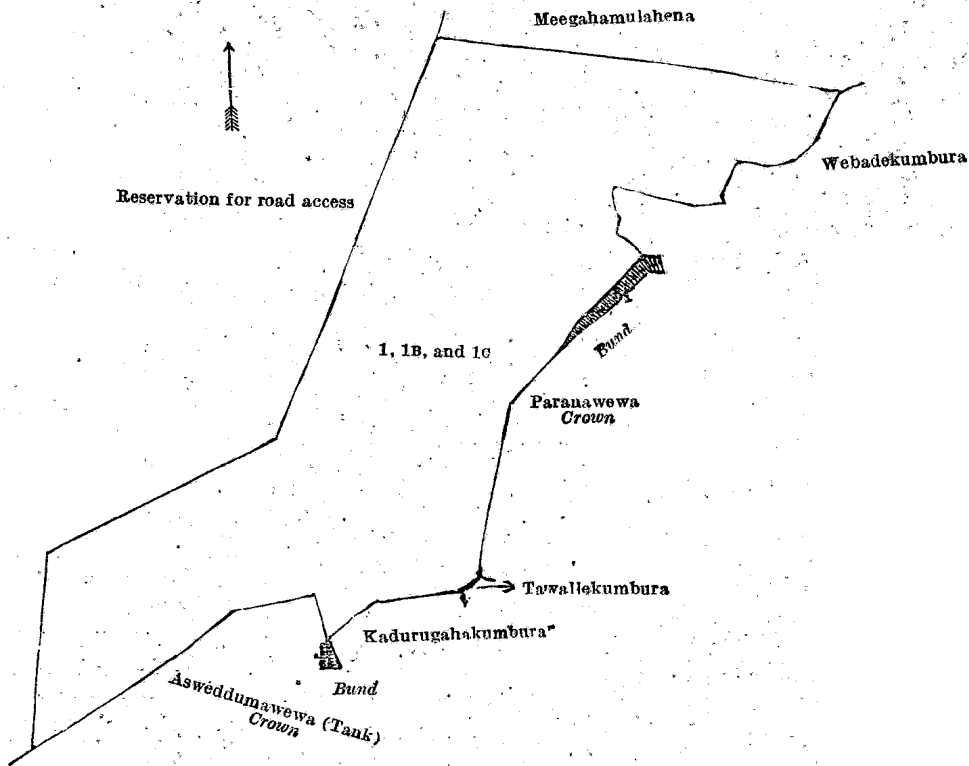 Meegahamulahena
Webadekumbura
Reservation for road access
Bund
1, 1B, and 1C
Paranawewa
Crown
Tawallekumbura
Kadurugahakumbura
Bund
Asweddumawewa (Tank)
Crown